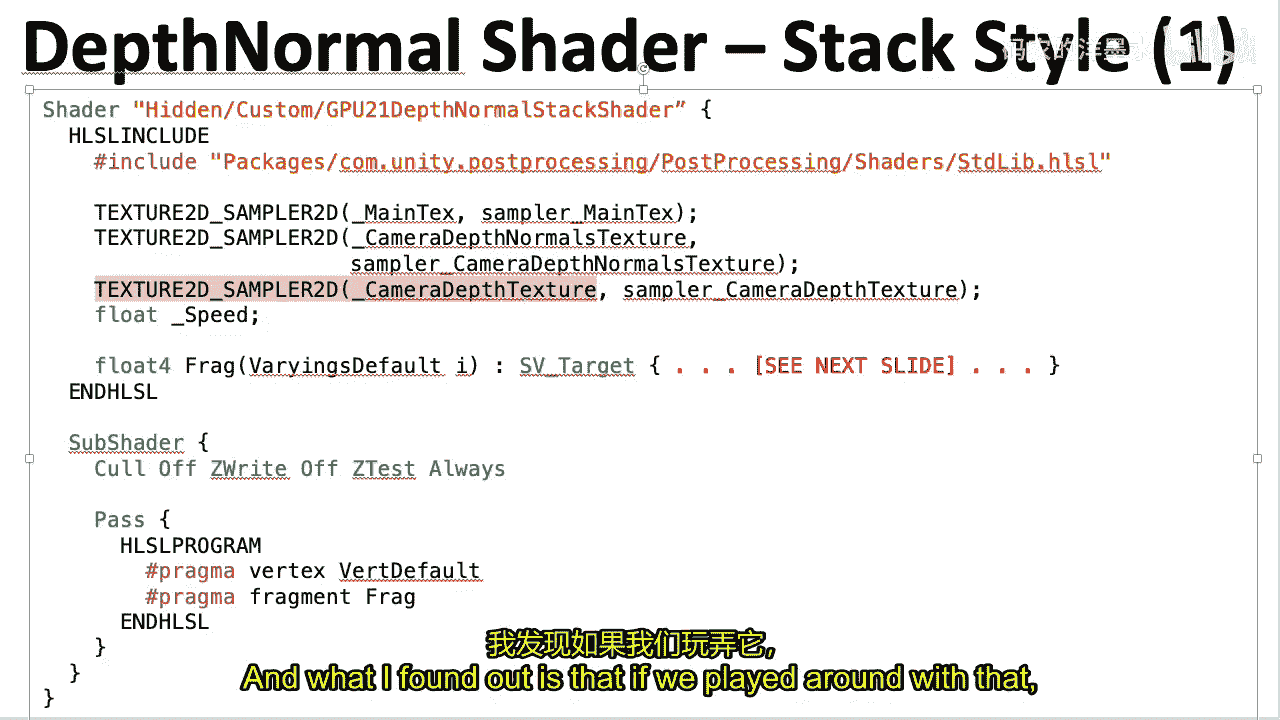 DepthNormal Shader – Stack Style (1)
Shader "Hidden/Custom/GPU21DepthNormalStackShader” {
HLSLINCLUDE
#include "Packages/com.unity.postprocessing/PostProcessing/Shaders/StdLib.hlsl"
TEXTURE2D_SAMPLER2D(_MainTex, sampler_MainTex);
TEXTURE2D_SAMPLER2D(_CameraDepthNormalsTexture,
sampler_CameraDepthNormalsTexture);
TEXTURE2D_SAMPLER2D(_CameraDepthTexture, sampler_CameraDepthTexture);
float _Speed;
float4 Frag(VaryingsDefault i) : SV_Target { . . . [SEE NEXT SLIDE] . . . }
ENDHLSL
SubShader {
Cull Off ZWrite Off ZTest Always
Pass {
HLSLPROGRAM
#pragma vertex VertDefault
#pragma fragment Frag
ENDHLSL
}
}
}
我发现如果我们玩弄它,
And what I found out is that if we played around with that,